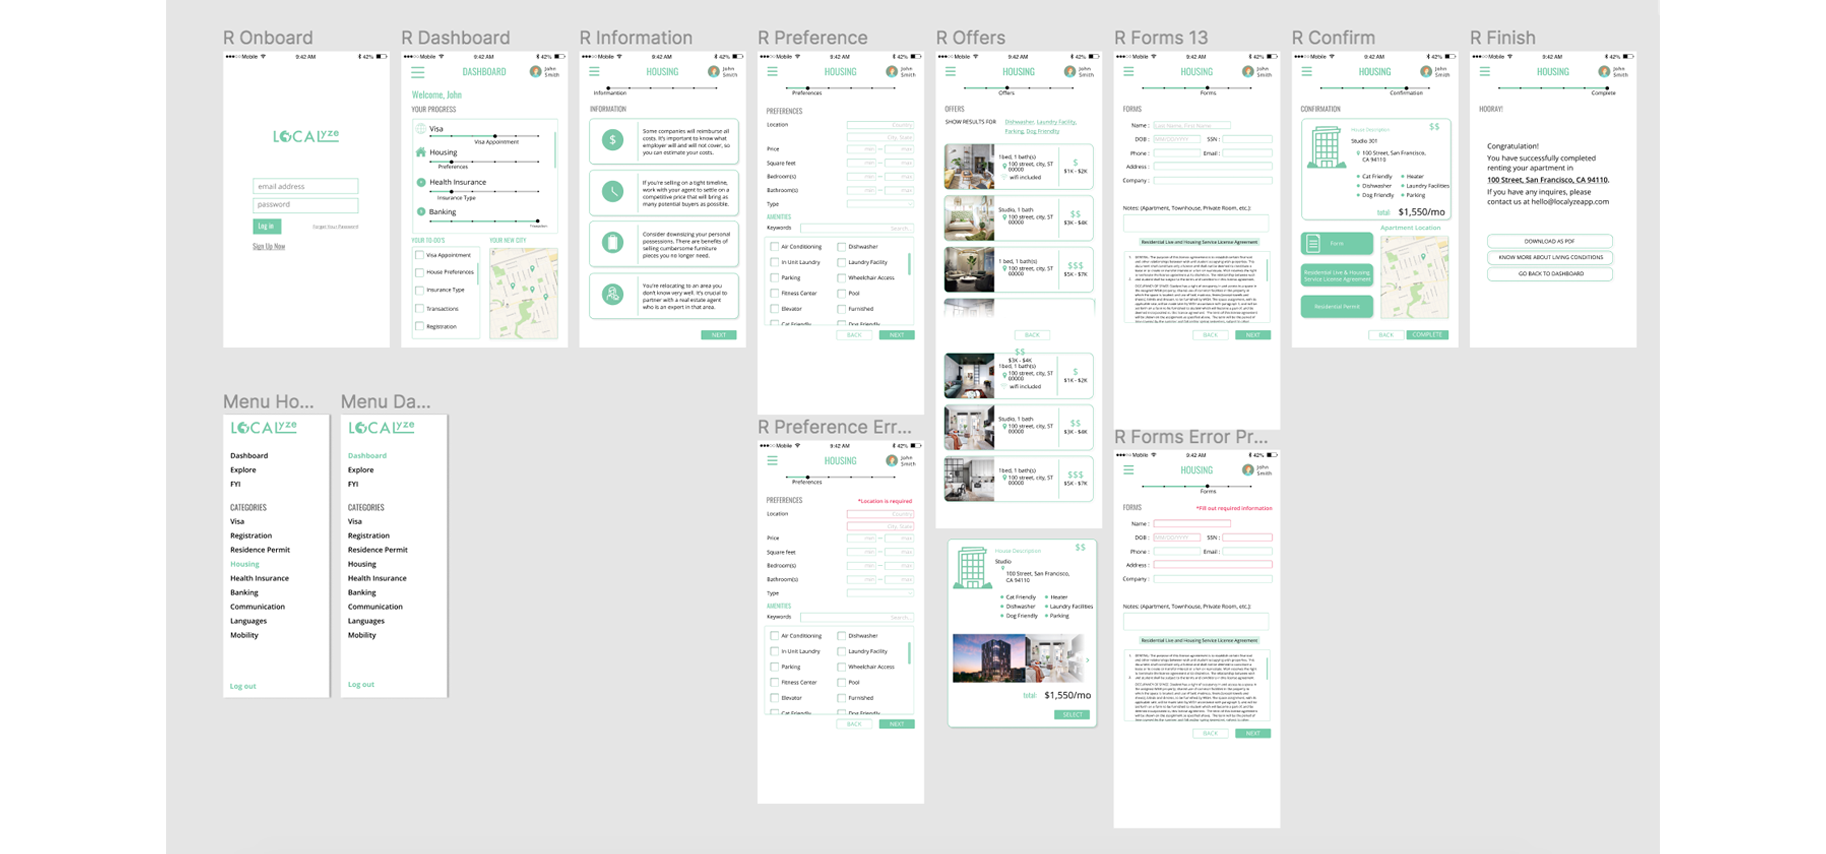 R Onboard
●●●○○ Mobile
9:42 AM
42%
LOCALyze
email address
password
Log in
Forgot Your Password
Sign Up Now
R Dashboard
●●●○○ Mobile
9:42 AM
42%
DASHBOARD
John
Smith
Welcome, John
YOUR PROGRESS
Visa
Visa Appointment
Housing
Preferences
Health Insurance
Insurance Type
Banking
YOUR TO-DO'S
Visa Appointment
House Preferences
Insurance Type
Transactions
Registration
YOUR NEW CITY
R Information
●●●○○ Mobile
9:42 AM
42%
HOUSING
John
Smith
Information
INFORMATION
$
Some companies will reimburse all
costs. It's important to know what
employer will and will not cover, so
you can estimate your costs.
If you're selling on a tight timeline,
work with your agent to settle on a
competitive price that will bring as
many potential buyers as possible.
Consider downsizing your personal
possessions. There are benefits of
selling cumbersome furniture
pieces you no longer need.
You're relocating to an area you
don't know very well. It's crucial to
partner with a real estate agent
who is an expert in that area.
NEXT
R Preference
●●●○○ Mobile
9:42 AM
42%
HOUSING
John
Smith
Preferences
PREFERENCES
Location
Country
City, State
Price
min
max
Square feet
min
max
Bedroom(s)
min
max
Bathroom(s)
min
max
Type
AMENITIES
Keywords
Search...
Air Conditioning
Dishwasher
In Unit Laundry
Laundry Facility
Parking
Wheelchair Access
Fitness Center
Pool
Elevator
Furnished
Cat Friendly
Dog Friendly
BACK
NEXT
R Offers
9:42 AM
42%
HOUSING
John
Smith
Offers
OFFERS
SHOW RESULTS FOR
Dishwasher, Laundry Facility,
Parking, Dog Friendly
1bed, 1 bath(s)
100 street, city, ST
00000
wifi included
$
$1K - $2K
Studio, 1 bath
100 street, city, ST
00000
$$
$3K - $4K
1 bed, 1 bath(s)
100 street, city, ST
00000
$$$
$5K - $7K
BACK
$$
$3K - $4K
1bed, 1 bath(s)
100 street, city, ST
00000
wifi included
$
$1K - $2K
Studio, 1 bath
100 street, city, ST
00000
$$
$3K - $4K
1bed, 1 bath(s)
100 street, city, ST
00000
$$$
$5K - $7K
R Forms 13
●●●○○ Mobile
9:42 AM
42%
HOUSING
John
Smith
Forms
FORMS
Name :
Last Name, First Name
DOB :
MM/DD/YYYY
SSN :
Phone :
Email :
Address :
Company :
Notes: (Apartment, Townhouse, Private Room, etc.):
Residential Live and Housing Service Licence Agreement
BACK
NEXT
R Confirm
●●●○○ Mobile
9:42 AM
42%
HOUSING
John
Smith
Confirmation
CONFIRMATION
House Description
$$
Studio 301
100 Street, San Francisco,
CA 94110
Cat Friendly
Heater
Dishwasher
Laundry Facilities
Dog Friendly
Parking
total:
$1,550/mo
Form
Residential Live & Housing
Service License Agreement
Residential Permit
Apartment Location
BACK
COMPLETE
R Finish
●●●○○ Mobile
9:42 AM
42%
HOUSING
John
Smith
Complete
HOORAY!
Congratulation!
You have successfully completed
renting your apartment in
100 Street, San Francisco, CA 94110.
If you have any inquires, please
contact us at hello@localyzeapp.com
DOWNLOAD AS PDF
KNOW MORE ABOUT LIVING CONDITIONS
GO BACK TO DASHBOARD
Menu Ho...
LOCALyze
Dashboard
Explore
FYI
CATEGORIES
Visa
Registration
Residence Permit
Housing
Health Insurance
Banking
Communication
Languages
Mobility
Log out
Menu Da...
LOCALyze
Dashboard
Explore
FYI
CATEGORIES
Visa
Registration
Residence Permit
Housing
Health Insurance
Banking
Communication
Languages
Mobility
Log out
R Preference Err...
●●●○○ Mobile
9:42 AM
42%
HOUSING
John
Smith
Preferences
PREFERENCES
*Location is required
Location
Country
City, State
Price
min
max
Square feet
min
max
Bedroom(s)
min
max
Bathroom(s)
min
max
Type
AMENITIES
Keywords
Search...
Air Conditioning
Dishwasher
In Unit Laundry
Laundry Facility
Parking
Wheelchair Access
Fitness Center
Pool
Elevator
Furnished
Cat Friendly
Dog Friendly
BACK
NEXT
House Description
$$
Studio
100 Street, San Francisco,
CA 94110
Cat Friendly
Heater
Dishwasher
Laundry Facilities
Dog Friendly
Parking
total:
$1,550/mo
SELECT
R Forms Error Pr...
●●●○○ Mobile
9:42 AM
42%
HOUSING
John
Smith
Forms
FORMS
*Fill out required information
Name :
DOB :
MM/DD/YYYY
SSN :
Phone :
Email :
Address :
Company :
Notes: (Apartment, Townhouse, Private Room, etc.):
Residential Live and Housing Service Licence Agreement
BACK
NEXT